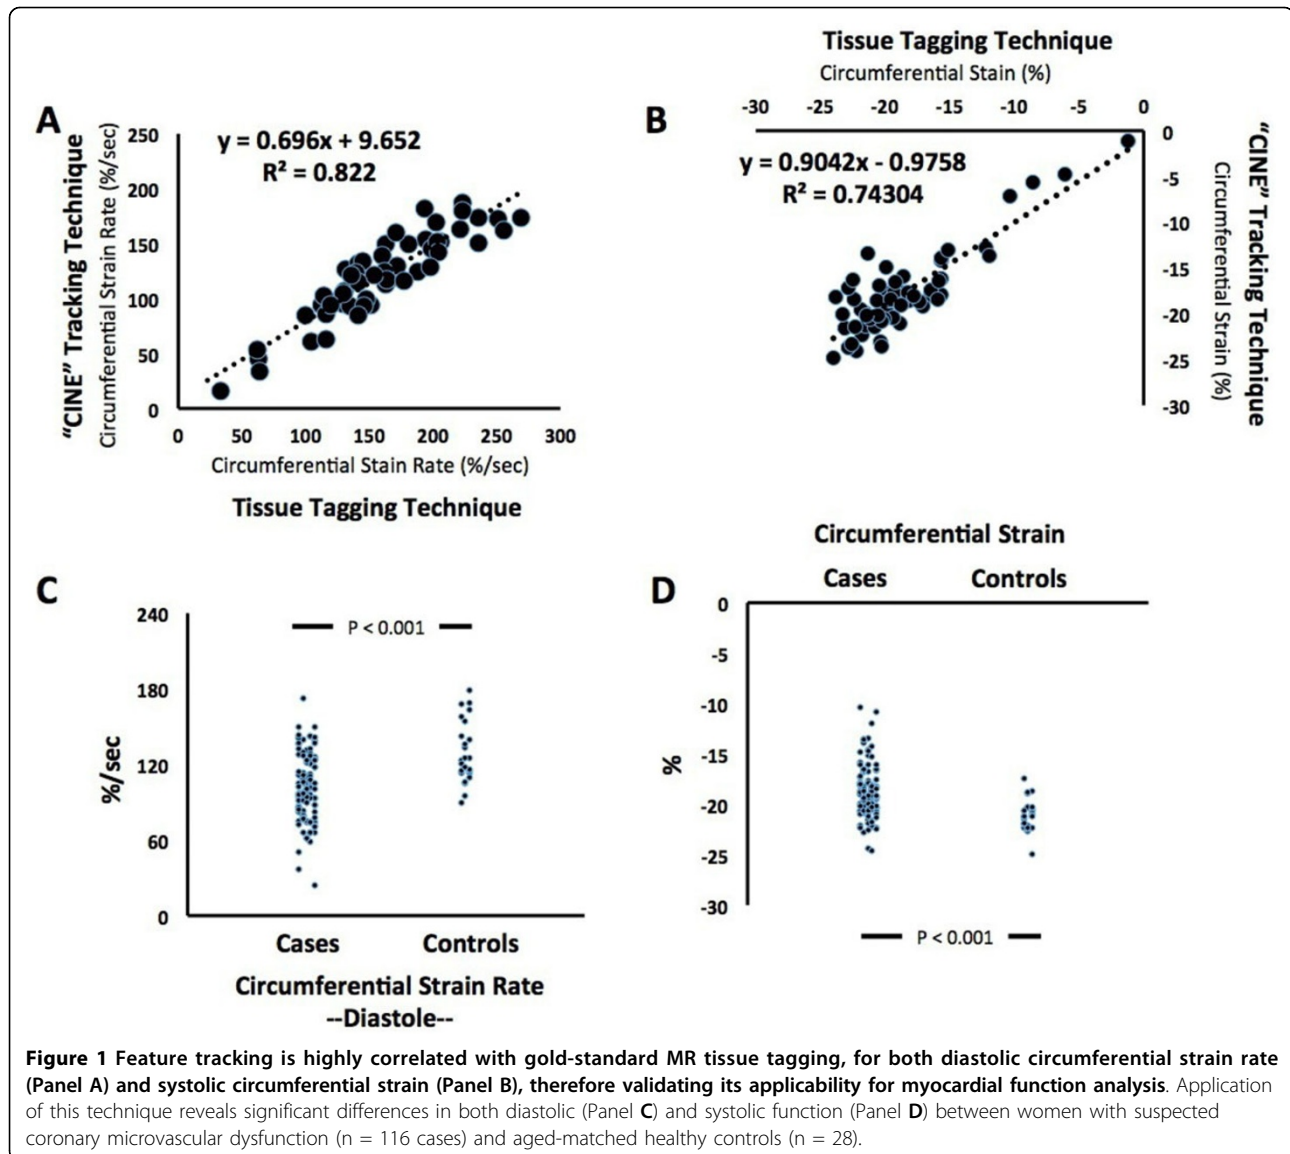 A
"CINE" Tracking Technique
Circumferential Strain Rate (%/sec)
250
200
150
100
50
0
y = 0.696x + 9.652
R² = 0.822
0 50 100 150 200 250 300
Circumferential Stain Rate (%/sec)
Tissue Tagging Technique
B
Tissue Tagging Technique
Circumferential Stain (%)
-30 -25 -20 -15 -10 -5 0
y = 0.9042x - 0.9758
R² = 0.74304
0
-5
-10
-15
-20
-25
-30
Circumferential Strain (%)
"CINE" Tracking Technique
C
240
180
120
60
0
%/sec
P < 0.001
Cases Controls
Circumferential Strain Rate
--Diastole--
D
Circumferential Strain
Cases Controls
0
-5
-10
-15
-20
-25
-30
%
P < 0.001
Figure 1 Feature tracking is highly correlated with gold-standard MR tissue tagging, for both diastolic circumferential strain rate
(Panel A) and systolic circumferential strain (Panel B), therefore validating its applicability for myocardial function analysis. Application
of this technique reveals significant differences in both diastolic (Panel C) and systolic function (Panel D) between women with suspected
coronary microvascular dysfunction (n = 116 cases) and aged-matched healthy controls (n = 28).